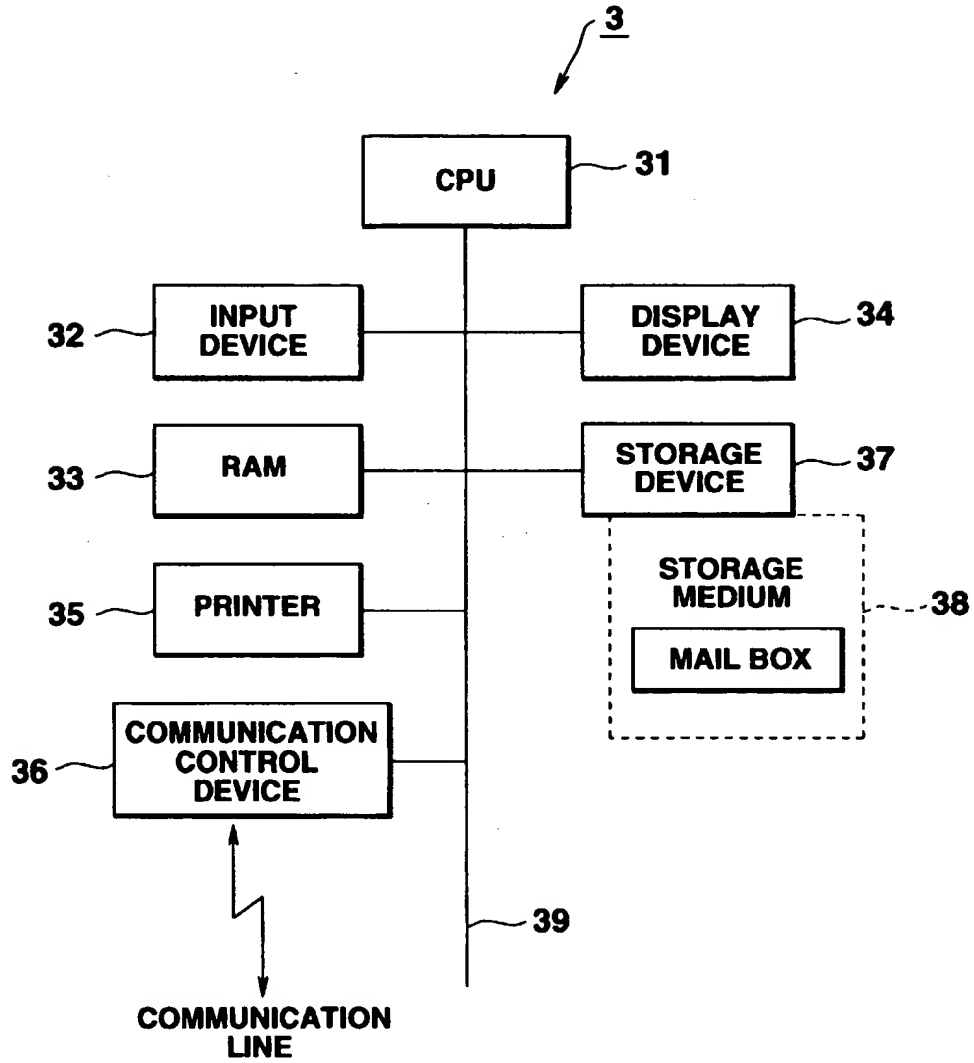 3
CPU
31
INPUT
DEVICE
32
DISPLAY
DEVICE
34
RAM
33
STORAGE
DEVICE
37
PRINTER
35
STORAGE
MEDIUM
38
MAIL BOX
COMMUNICATION
CONTROL
DEVICE
36
39
COMMUNICATION
LINE